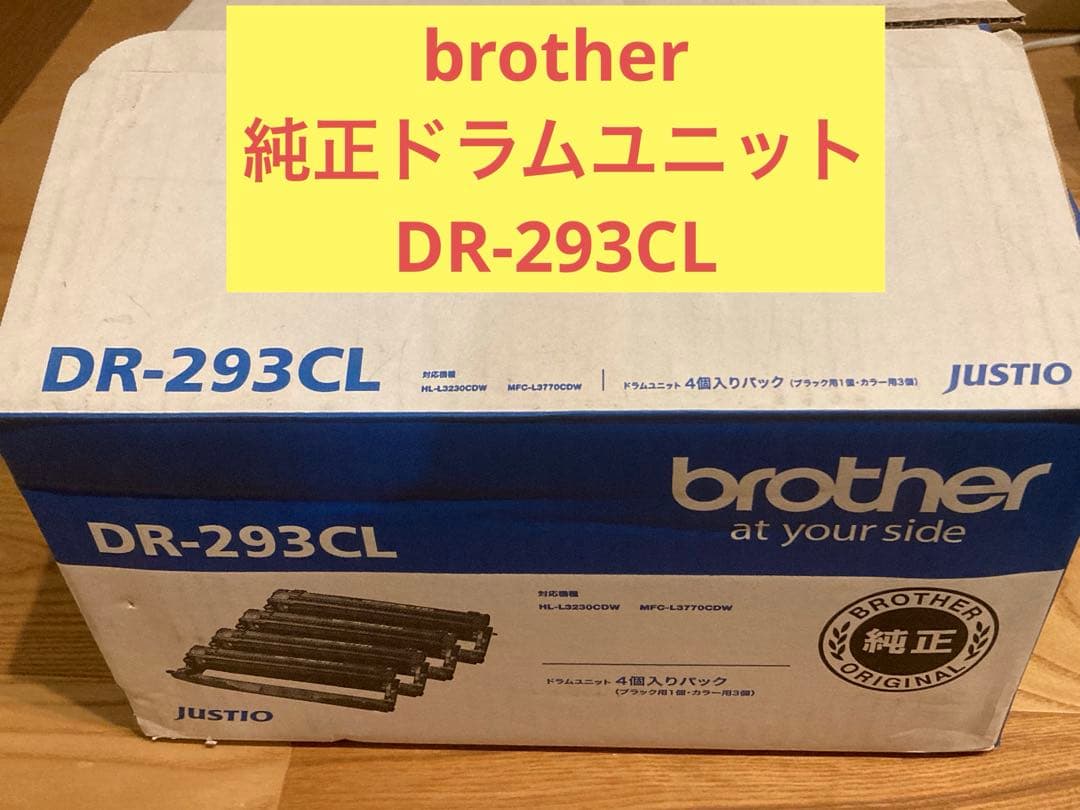 brother
純正ドラムユニット
DR-293CL
DR-293CL
対応機種
HL-L3230CDW MFC-L3770CDW
ドラムユニット 4個入りパック (ブラック用1個・カラー用3個)
JUSTIO
brother
at your side
DR-293CL
対応機種
HL-L3230CDW MFC-L3770CDW
ドラムユニット 4個入りパック
(ブラック用1個・カラー用3個)
BROTHER
純正
ORIGINAL
JUSTIO